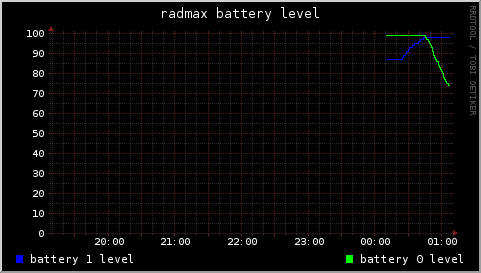 radmax battery level
RRDTOOL / TOBI OETIKER
100
90
80
70
60
50
40
30
20
10
0
20:00 21:00 22:00 23:00 00:00 01:00
battery 1 level battery 0 level